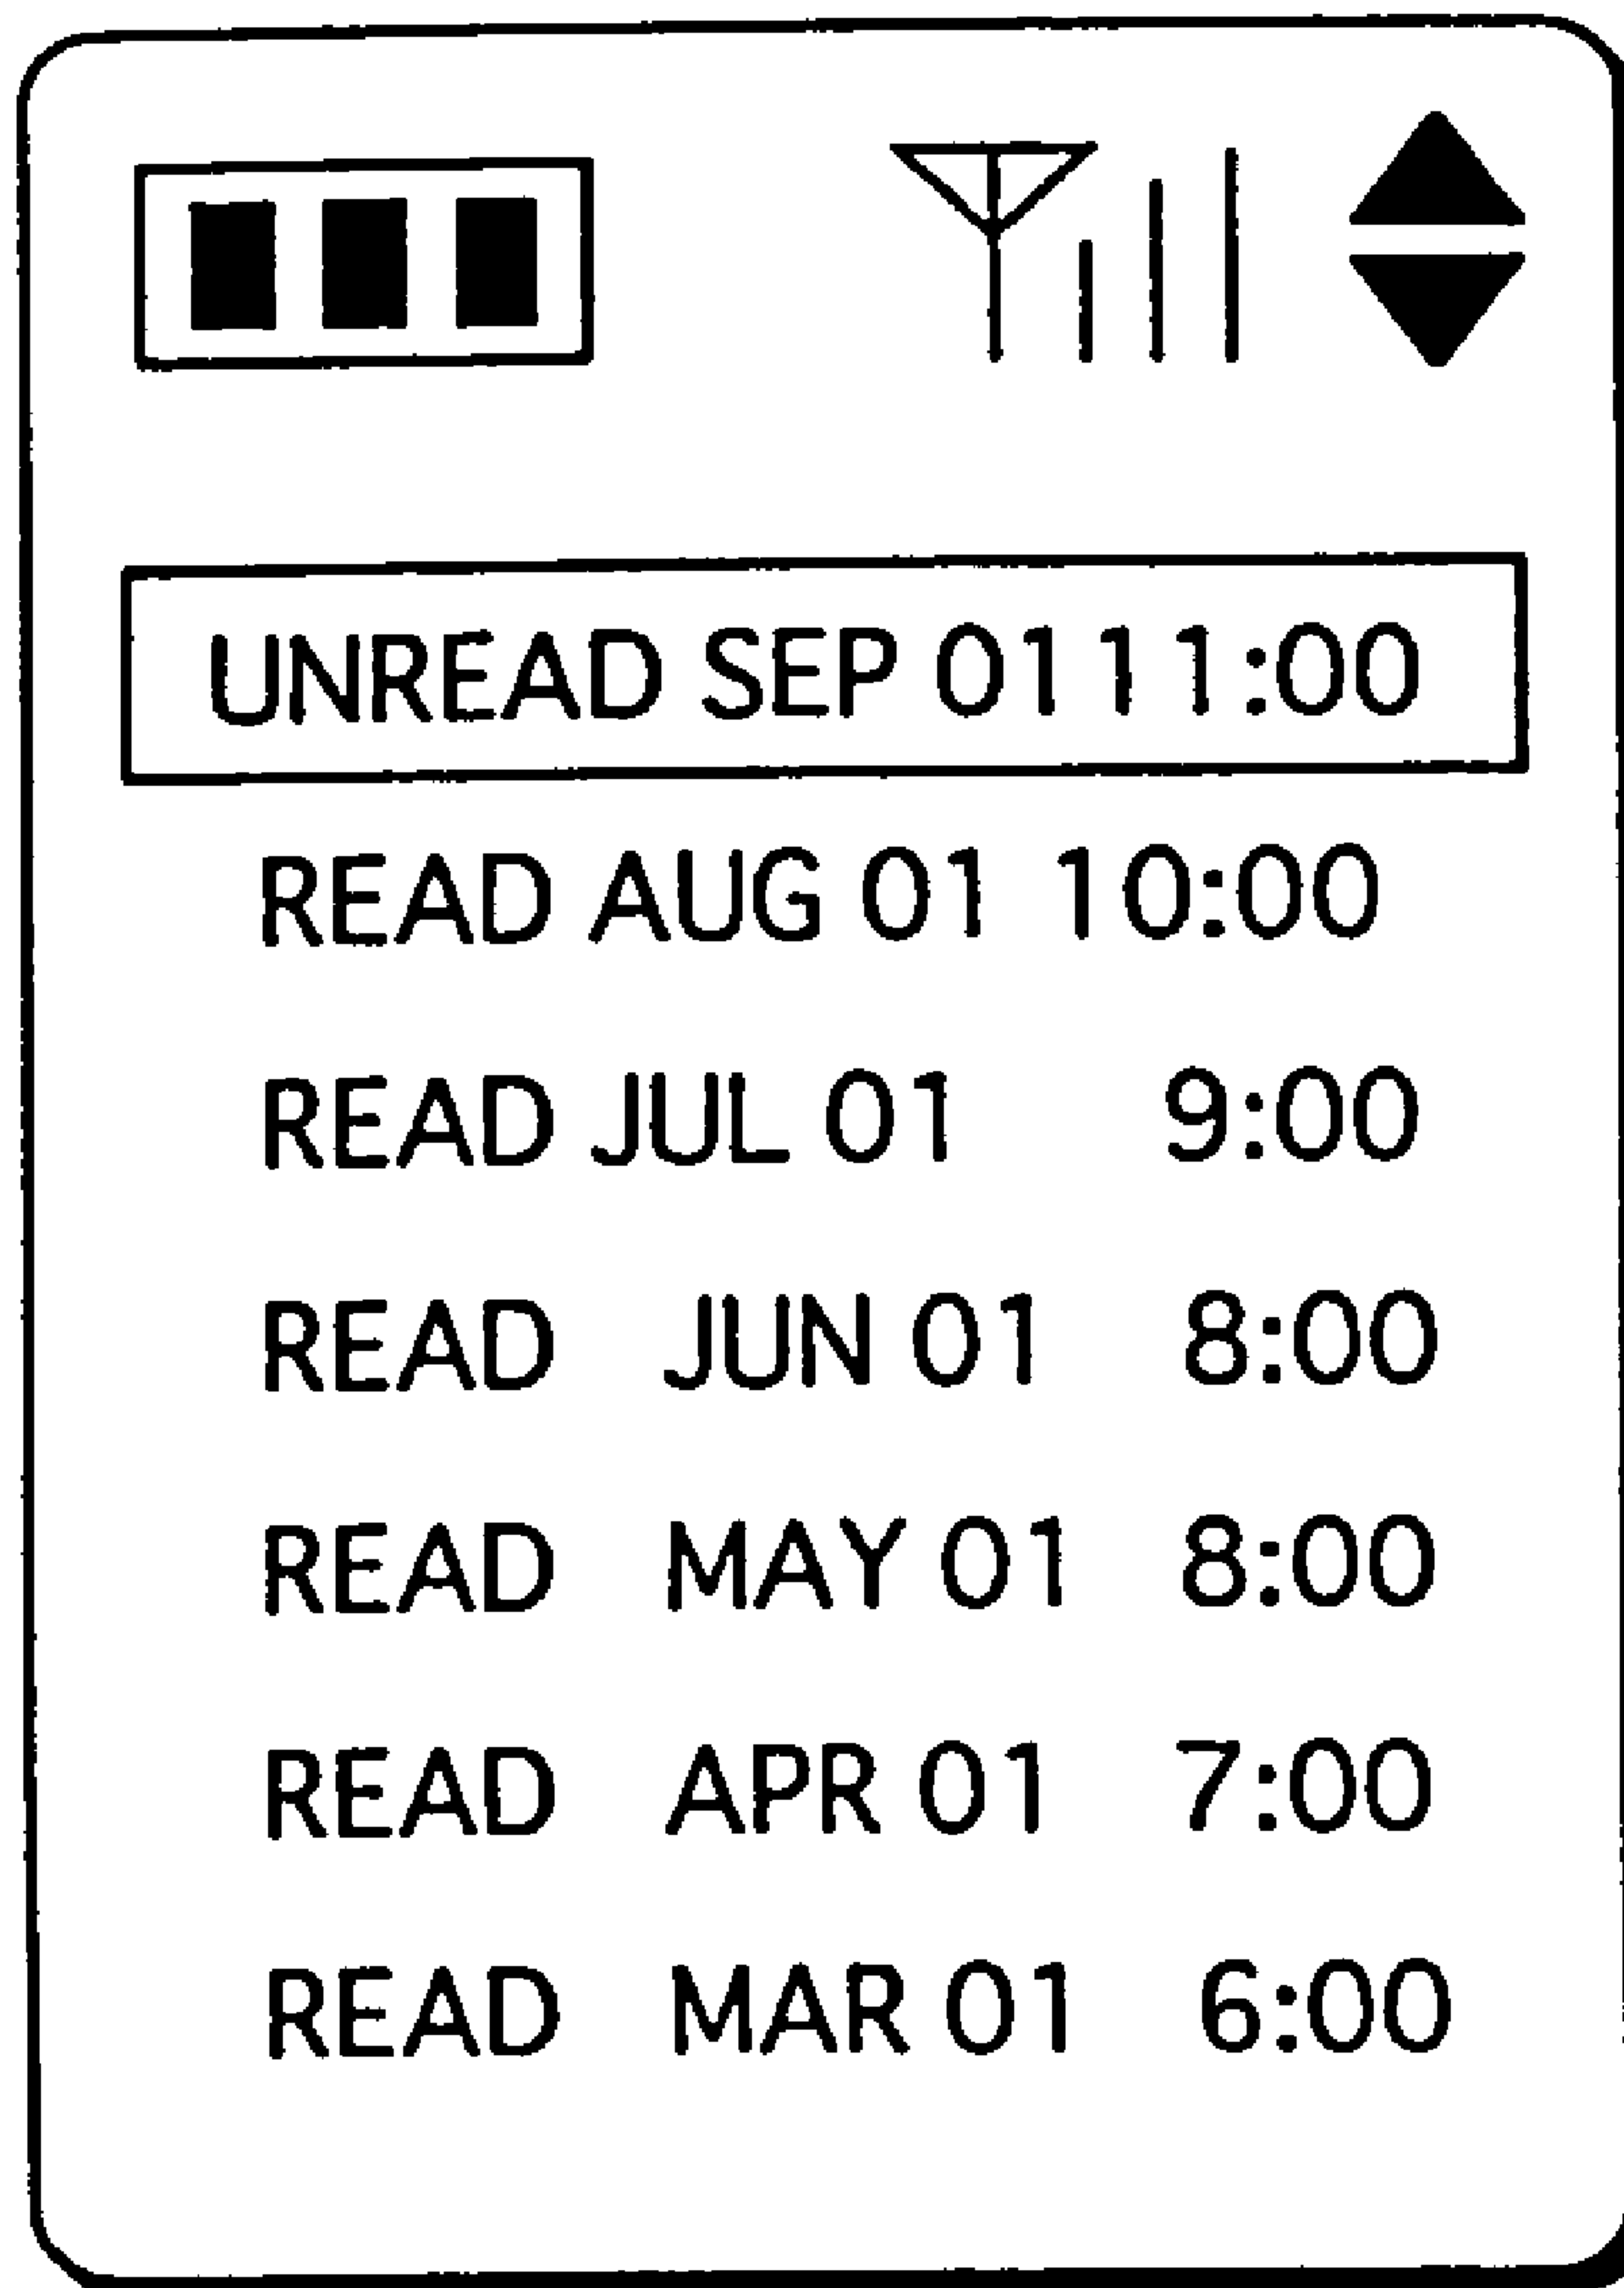 UNREAD SEP 01 11:00
READ AUG 01 10:00
READ JUL 01 9:00
READ JUN 01 8:00
READ MAY 01 8:00
READ APR 01 7:00
READ MAR 01 6:00